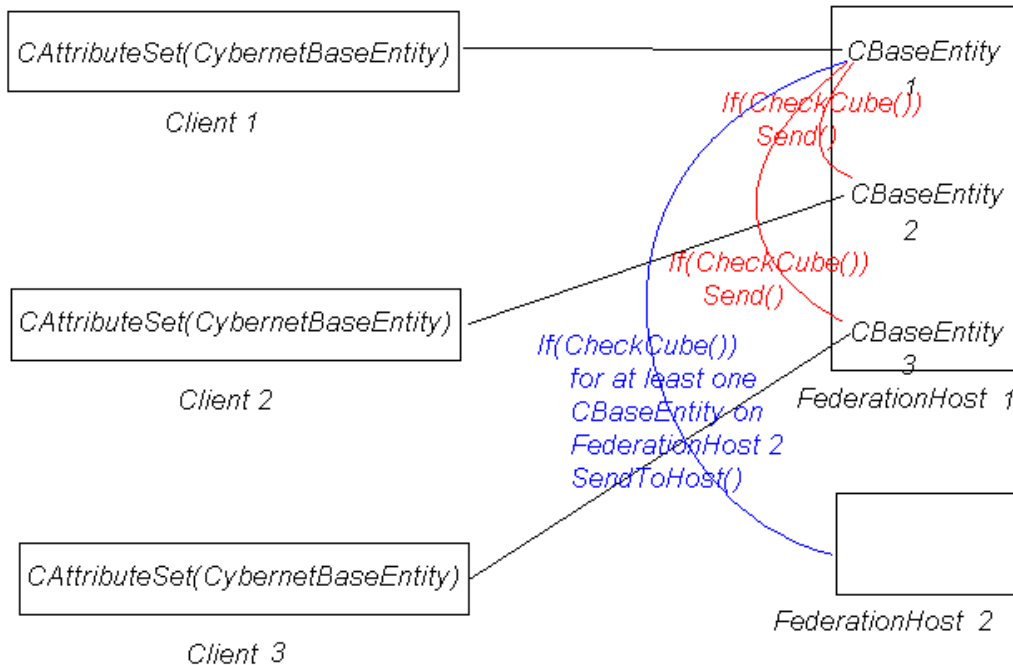 CAttributeSet(CybernetBaseEntity)
Client 1
CBaseEntity
1
If(CheckCube())
Send()
CBaseEntity
2
If(CheckCube())
Send()
CAttributeSet(CybernetBaseEntity)
Client 2
CBaseEntity
3
FederationHost 1
If(CheckCube())
for at least one
CBaseEntity on
FederationHost 2
SendToHost()
CAttributeSet(CybernetBaseEntity)
Client 3
FederationHost 2